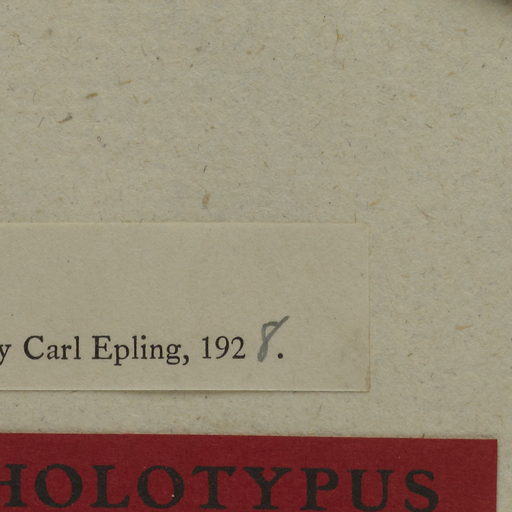 y Carl Epling, 1928.
HOLOTYPUS